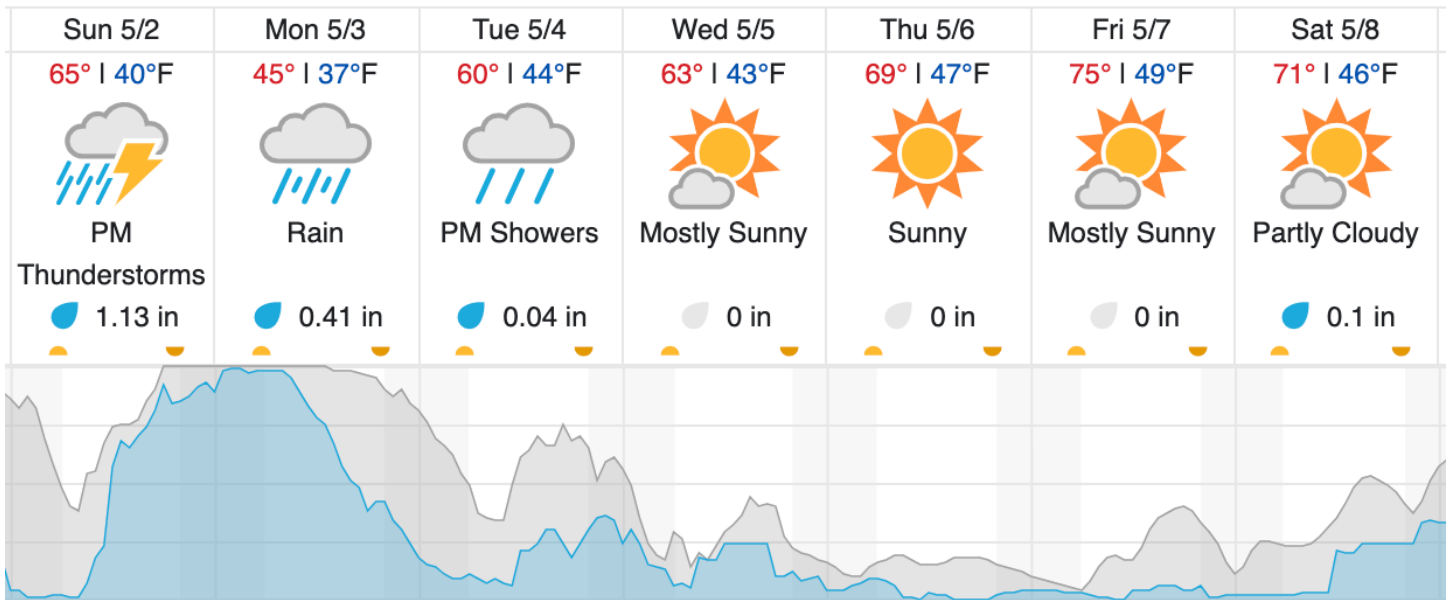 Sun 5/2 Mon 5/3 Tue 5/4 Wed 5/5 Thu 5/6 Fri 5/7 Sat 5/8
65° | 40°F 45° | 37°F 60° | 44°F 63° | 43°F 69° | 47°F 75° | 49°F 71° | 46°F
PM Rain PM Showers Mostly Sunny Sunny Mostly Sunny Partly Cloudy
Thunderstorms
1.13 in 0.41 in 0.04 in 0 in 0 in 0 in 0.1 in